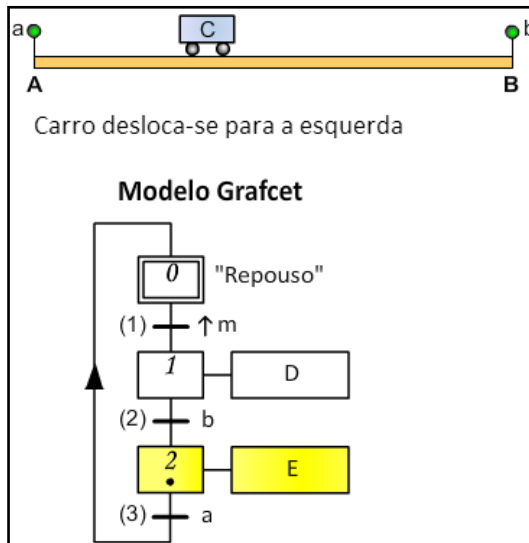 a C b
A B
Carro desloca-se para a esquerda
Modelo Grafcet
0 "Repouso"
(1) ↑m
1 D
(2) b
2 E
(3) a